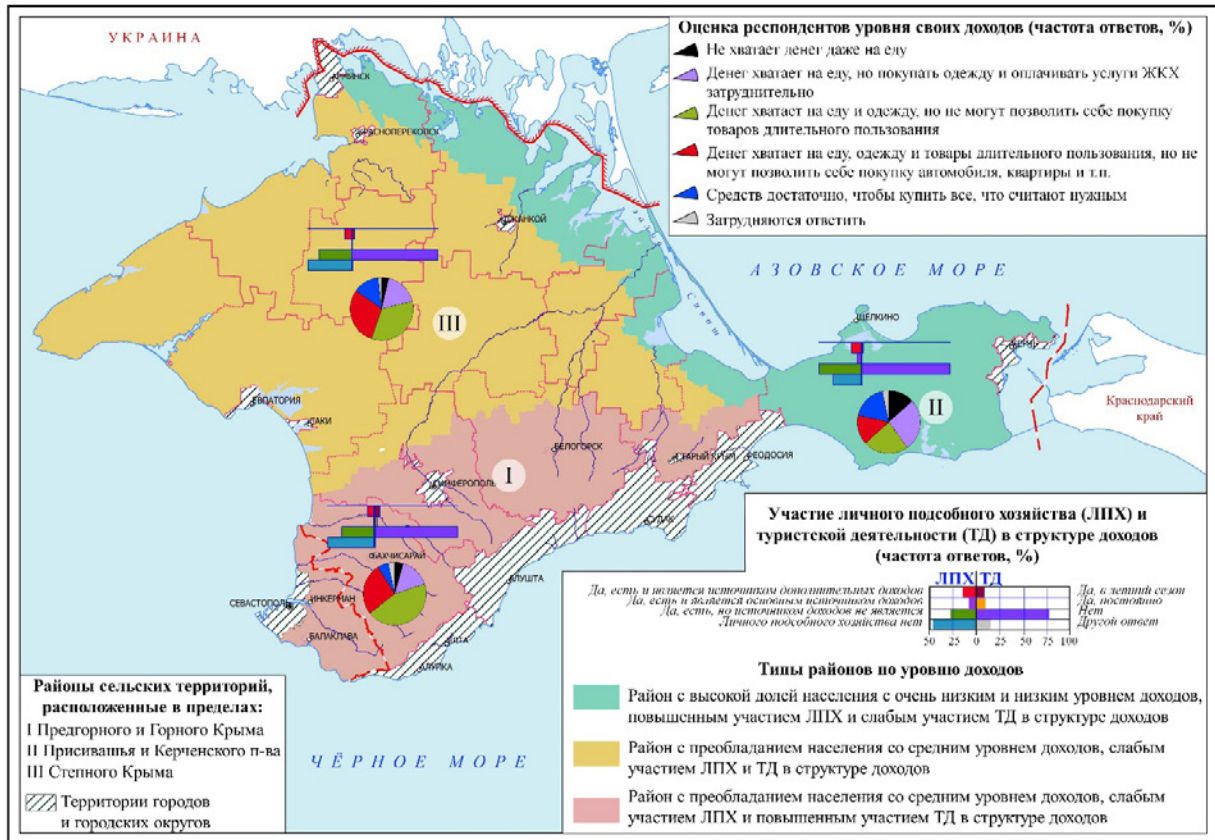 УКРАИНА
Оценка респондентов уровня своих доходов (частота ответов, %)
Не хватает денег даже на еду
Денег хватает на еду, но покупать одежду и оплачивать услуги ЖКХ
затруднительно
Денег хватает на еду и одежду, но не могут позволить себе покупку
товаров длительного пользования
Денег хватает на еду, одежду и товары длительного пользования, но не
могут позволить себе покупку автомобиля, квартиры и т.п.
Средств достаточно, чтобы купить все, что считают нужным
Затрудняются ответить
АРМЯНСК
КРАСНОПЕРЕКОПСК
ДЖАНКОЙ
АЗОВСКОЕ МОРЕ
Сиваш
III
ЩЁЛКИНО
КЕРЧЬ
II
Краснодарский
край
ЕВПАТОРИЯ
САКИ
БЕЛОГОРСК
СТАРЫЙ КРЫМ
ФЕОДОСИЯ
I
СИМФЕРОПОЛЬ
СУДАК
БАХЧИСАРАЙ
АЛУШТА
СЕВАСТОПОЛЬ
ИНКЕРМАН
БАЛАКЛАВА
ЯЛТА
АЛУПКА
ЧЁРНОЕ МОРЕ
Участие личного подсобного хозяйства (ЛПХ) и
туристской деятельности (ТД) в структуре доходов
(частота ответов, %)
ЛПХ ТД
Да, есть и является источником дополнительных доходов Да, в летний сезон
Да, есть и является основным источником доходов Да, постоянно
Да, есть, но источником доходов не является Нет
Личного подсобного хозяйства нет Другой ответ
50 25 0 25 50 75 100
Типы районов по уровню доходов
Район с высокой долей населения с очень низким и низким уровнем доходов,
повышенным участием ЛПХ и слабым участием ТД в структуре доходов
Район с преобладанием населения со средним уровнем доходов, слабым
участием ЛПХ и ТД в структуре доходов
Район с преобладанием населения со средним уровнем доходов, слабым
участием ЛПХ и повышенным участием ТД в структуре доходов
Районы сельских территорий,
расположенные в пределах:
I Предгорного и Горного Крыма
II Присивашья и Керченского п-ва
III Степного Крыма
Территории городов
и городских округов